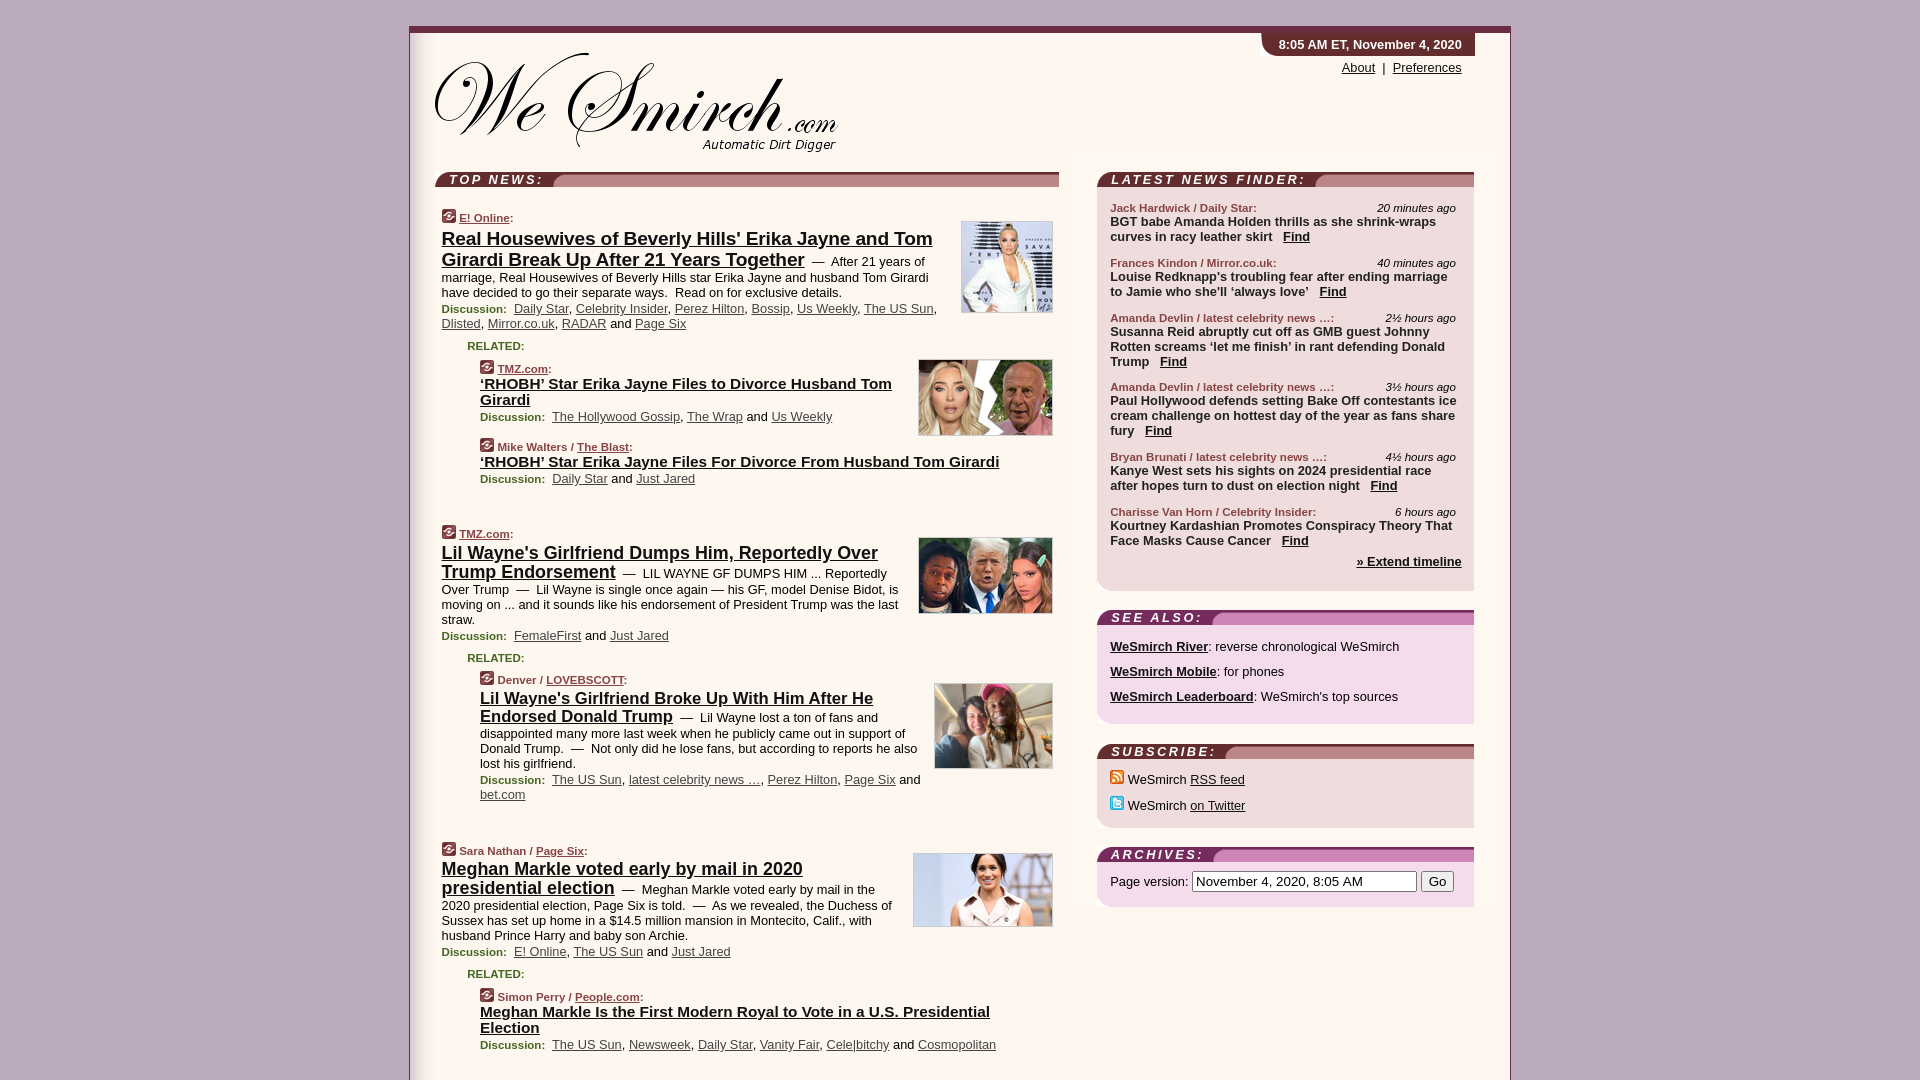 8:05 AM ET, November 4, 2020
About | Preferences
We Smirch.com
Automatic Dirt Digger
TOP NEWS:
E! Online:
Real Housewives of Beverly Hills' Erika Jayne and Tom
Girardi Break Up After 21 Years Together — After 21 years of
marriage, Real Housewives of Beverly Hills star Erika Jayne and husband Tom Girardi
have decided to go their separate ways. Read on for exclusive details.
Discussion: Daily Star, Celebrity Insider, Perez Hilton, Bossip, Us Weekly, The US Sun,
Dlisted, Mirror.co.uk, RADAR and Page Six
RELATED:
TMZ.com:
‘RHOBH’ Star Erika Jayne Files to Divorce Husband Tom
Girardi
Discussion: The Hollywood Gossip, The Wrap and Us Weekly
Mike Walters / The Blast:
‘RHOBH’ Star Erika Jayne Files For Divorce From Husband Tom Girardi
Discussion: Daily Star and Just Jared
TMZ.com:
Lil Wayne's Girlfriend Dumps Him, Reportedly Over
Trump Endorsement — LIL WAYNE GF DUMPS HIM ... Reportedly
Over Trump — Lil Wayne is single once again — his GF, model Denise Bidot, is
moving on ... and it sounds like his endorsement of President Trump was the last
straw.
Discussion: FemaleFirst and Just Jared
RELATED:
Denver / LOVEBSCOTT:
Lil Wayne's Girlfriend Broke Up With Him After He
Endorsed Donald Trump — Lil Wayne lost a ton of fans and
disappointed many more last week when he publicly came out in support of
Donald Trump. — Not only did he lose fans, but according to reports he also
lost his girlfriend.
Discussion: The US Sun, latest celebrity news …, Perez Hilton, Page Six and
bet.com
Sara Nathan / Page Six:
Meghan Markle voted early by mail in 2020
presidential election — Meghan Markle voted early by mail in the
2020 presidential election, Page Six is told. — As we revealed, the Duchess of
Sussex has set up home in a $14.5 million mansion in Montecito, Calif., with
husband Prince Harry and baby son Archie.
Discussion: E! Online, The US Sun and Just Jared
RELATED:
Simon Perry / People.com:
Meghan Markle Is the First Modern Royal to Vote in a U.S. Presidential
Election
Discussion: The US Sun, Newsweek, Daily Star, Vanity Fair, Cele|bitchy and Cosmopolitan
LATEST NEWS FINDER:
Jack Hardwick / Daily Star: 20 minutes ago
BGT babe Amanda Holden thrills as she shrink-wraps
curves in racy leather skirt Find
Frances Kindon / Mirror.co.uk: 40 minutes ago
Louise Redknapp's troubling fear after ending marriage
to Jamie who she'll ‘always love’ Find
Amanda Devlin / latest celebrity news …: 2½ hours ago
Susanna Reid abruptly cut off as GMB guest Johnny
Rotten screams ‘let me finish’ in rant defending Donald
Trump Find
Amanda Devlin / latest celebrity news …: 3½ hours ago
Paul Hollywood defends setting Bake Off contestants ice
cream challenge on hottest day of the year as fans share
fury Find
Bryan Brunati / latest celebrity news …: 4½ hours ago
Kanye West sets his sights on 2024 presidential race
after hopes turn to dust on election night Find
Charisse Van Horn / Celebrity Insider: 6 hours ago
Kourtney Kardashian Promotes Conspiracy Theory That
Face Masks Cause Cancer Find
» Extend timeline
SEE ALSO:
WeSmirch River: reverse chronological WeSmirch
WeSmirch Mobile: for phones
WeSmirch Leaderboard: WeSmirch's top sources
SUBSCRIBE:
WeSmirch RSS feed
WeSmirch on Twitter
ARCHIVES:
Page version: November 4, 2020, 8:05 AM Go